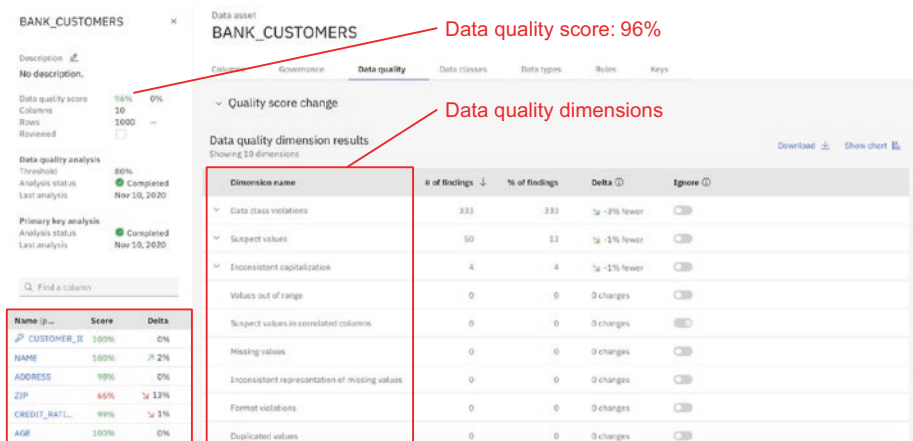 BANK_CUSTOMERS ×
Description
No description.
Data quality score 96% 0%
Columns 10
Rows 1000 —
Reviewed
Data quality analysis
Threshold 80%
Analysis status Completed
Last analysis Nov 10, 2020
Primary key analysis
Analysis status Completed
Last analysis Nov 10, 2020
Find a column
Name (p... Score Delta
CUSTOMER_ID 100% 0%
NAME 100% 2%
ADDRESS 98% 0%
ZIP 66% 13%
CREDIT_RATI... 99% 1%
AGE 100% 0%
Data asset
BANK_CUSTOMERS
Data quality score: 96%
Columns Governance Data quality Data classes Data types Rules Keys
Quality score change
Data quality dimensions
Data quality dimension results
Showing 10 dimensions
Download Show chart
Dimension name # of findings ↓ % of findings Delta Ignore
Data class violations 333 333 -3% fewer
Suspect values 50 13 -1% fewer
Inconsistent capitalization 4 4 -1% fewer
Values out of range 0 0 0 changes
Suspect values in correlated columns 0 0 0 changes
Missing values 0 0 0 changes
Inconsistent representation of missing values 0 0 0 changes
Format violations 0 0 0 changes
Duplicated values 0 0 0 changes